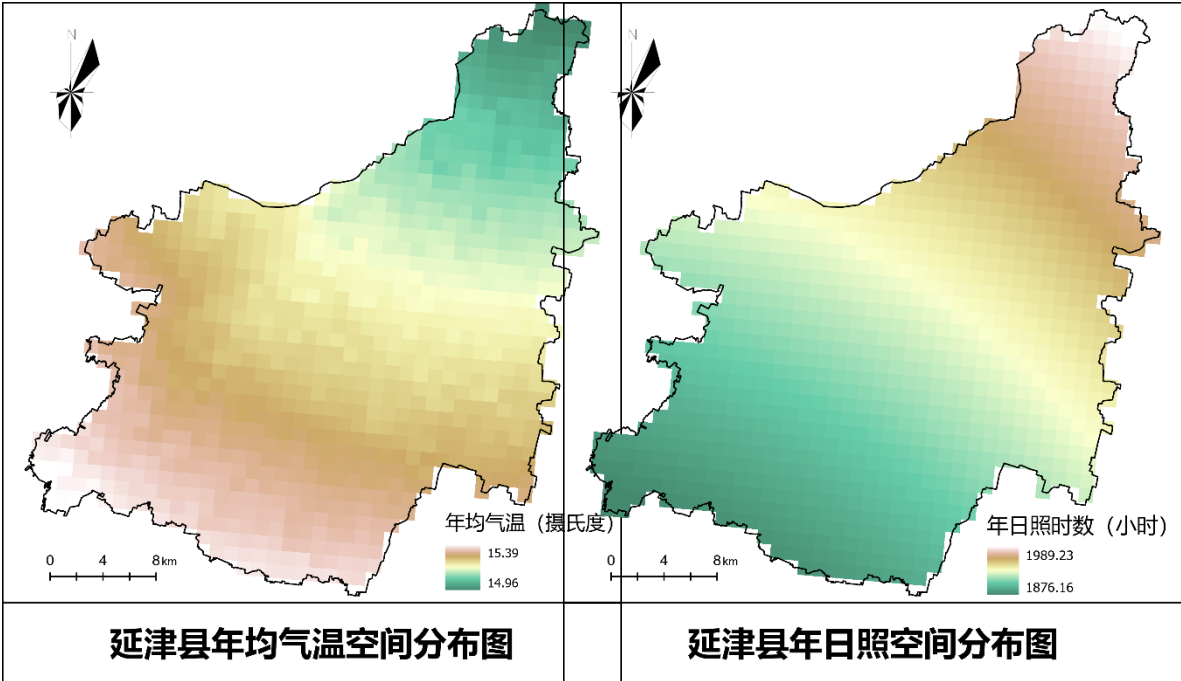 N
N
年均气温（摄氏度）
15.39
14.96
0 4 8km
年日照时数（小时）
1989.23
1876.16
0 4 8km
延津县年均气温空间分布图
延津县年日照空间分布图